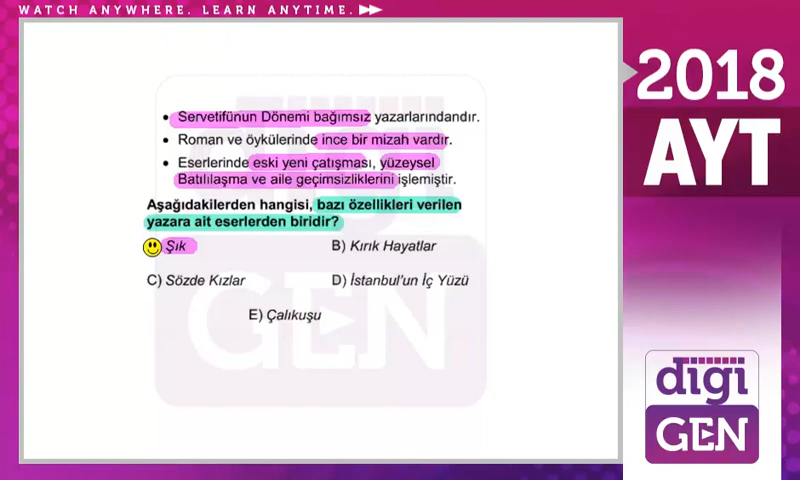 WATCH ANYWHERE. LEARN ANYTIME.
• Servetifünun Dönemi bağımsız yazarlarındandır.
• Roman ve öykülerinde ince bir mizah vardır.
• Eserlerinde eski yeni çatışması, yüzeysel
Batılılaşma ve aile geçimsizliklerini işlemiştir.
Aşağıdakilerden hangisi, bazı özellikleri verilen
yazara ait eserlerden biridir?
Şık
B) Kırık Hayatlar
C) Sözde Kızlar
D) İstanbul'un İç Yüzü
E) Çalıkuşu
GEN
2018
AYT
digi
GEN